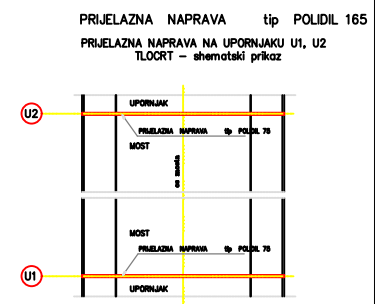 PRIJELAZNA NAPRAVA tip POLIDIL 165
PRIJELAZNA NAPRAVA NA UPORNJAKU U1, U2
TLOCRT – shematski prikaz
UPORNJAK
U2
PRIJELAZNA NAPRAVA tip POLIDIL 75
MOST
os mosta
MOST
PRIJELAZNA NAPRAVA tip POLIDIL 75
U1
UPORNJAK